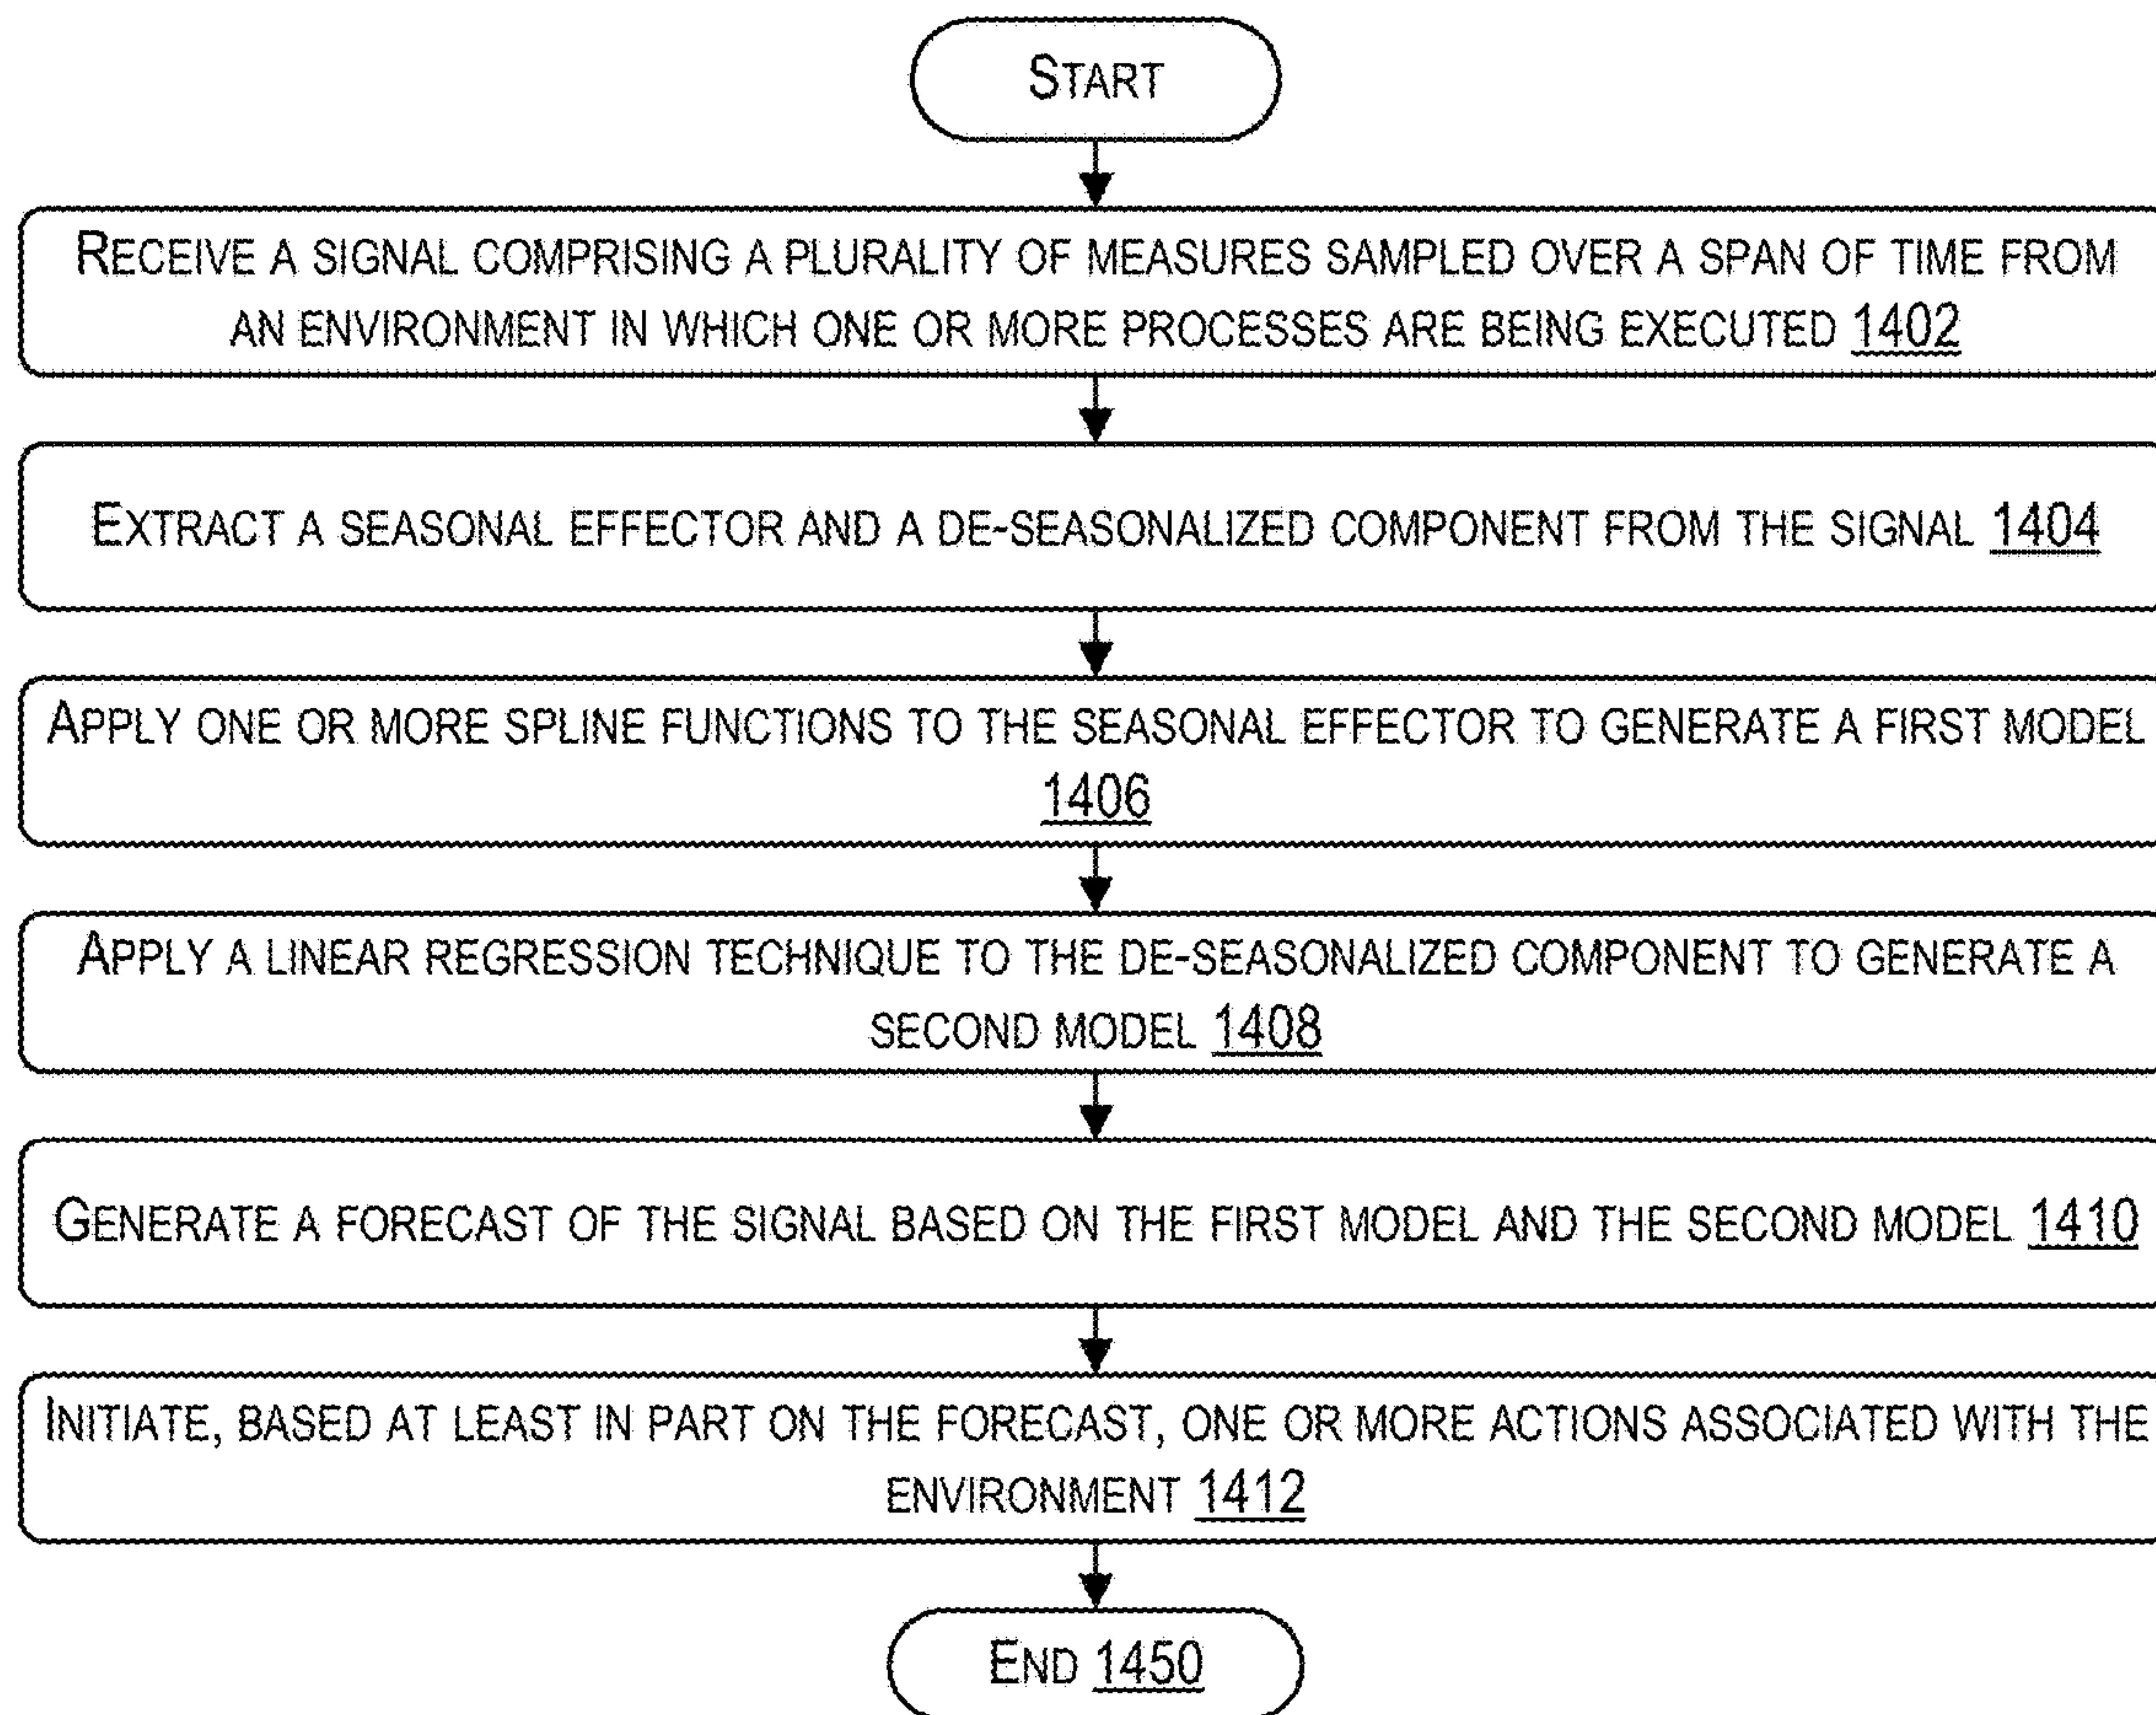 START
RECEIVE A SIGNAL COMPRISING A PLURALITY OF MEASURES SAMPLED OVER A SPAN OF TIME FROM
AN ENVIRONMENT IN WHICH ONE OR MORE PROCESSES ARE BEING EXECUTED 1402
EXTRACT A SEASONAL EFFECTOR AND A DE-SEASONALIZED COMPONENT FROM THE SIGNAL 1404
APPLY ONE OR MORE SPLINE FUNCTIONS TO THE SEASONAL EFFECTOR TO GENERATE A FIRST MODEL
1406
APPLY A LINEAR REGRESSION TECHNIQUE TO THE DE-SEASONALIZED COMPONENT TO GENERATE A
SECOND MODEL 1408
GENERATE A FORECAST OF THE SIGNAL BASED ON THE FIRST MODEL AND THE SECOND MODEL 1410
INITIATE, BASED AT LEAST IN PART ON THE FORECAST, ONE OR MORE ACTIONS ASSOCIATED WITH THE
ENVIRONMENT 1412
END 1450